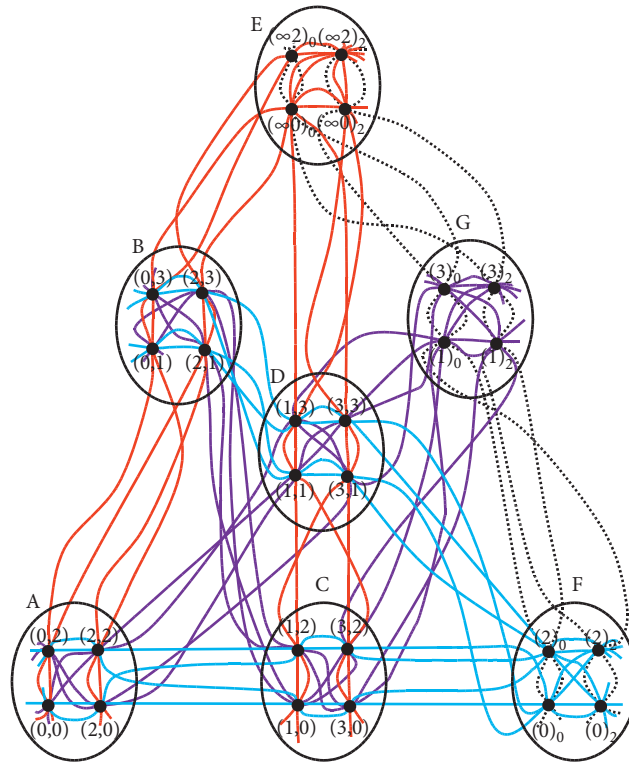 E
(∞2)₀ (∞2)₂
(∞0)₀ (∞0)₂
B
G
(0,3) (2,3)
(3)₀ (3)₂
(0,1) (2,1)
(1)₀ (1)₂
D
(1,3) (3,3)
(1,1) (3,1)
A
C
F
(0,2) (2,2)
(1,2) (3,2)
(2)₀ (2)₂
(0,0) (2,0)
(1,0) (3,0)
(0)₀ (0)₂